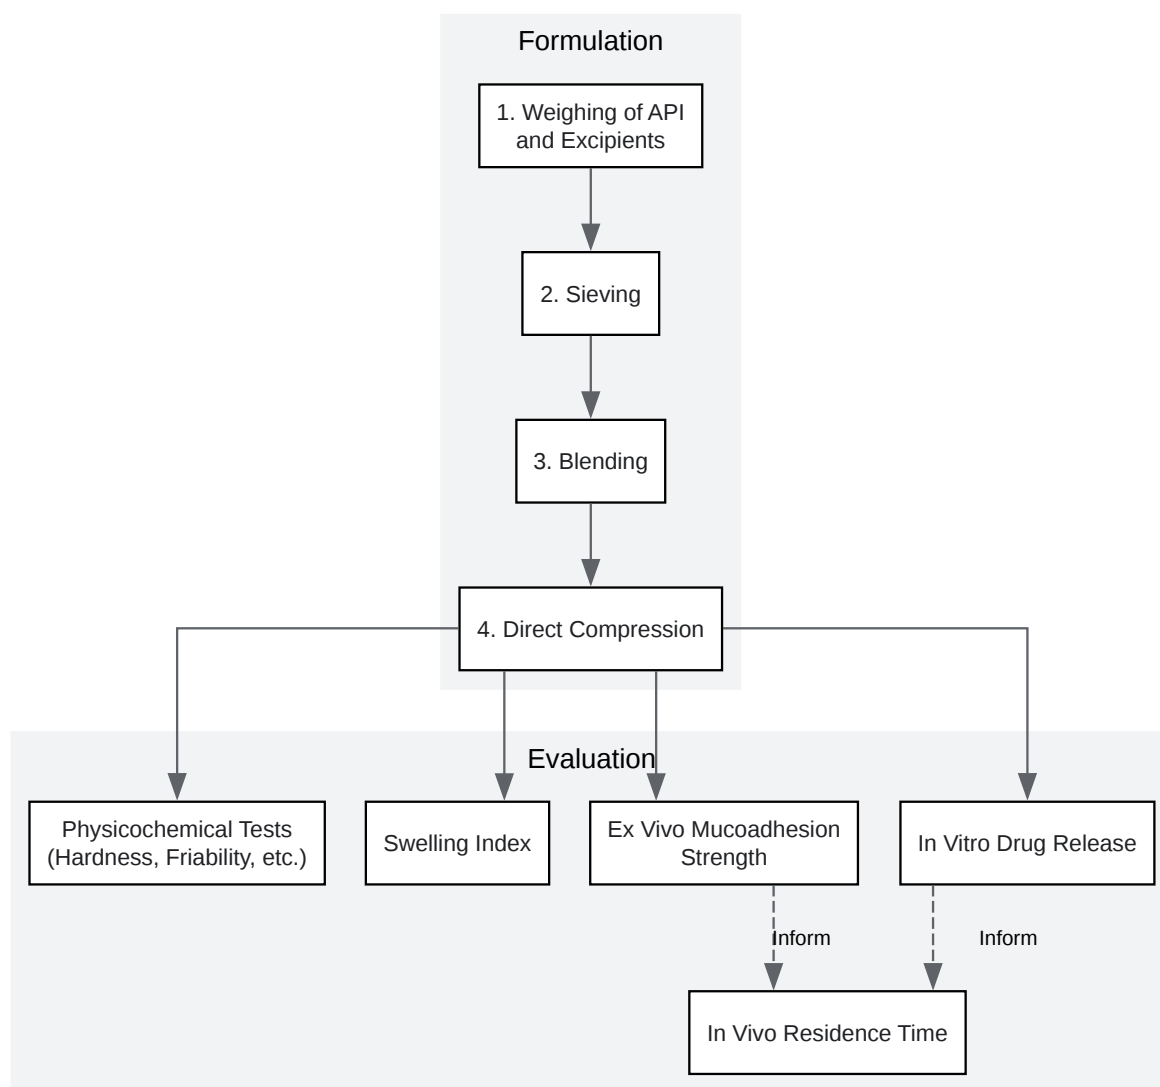 Formulation
1. Weighing of API
and Excipients
2. Sieving
3. Blending
4. Direct Compression
Evaluation
Physicochemical Tests
(Hardness, Friability, etc.)
Swelling Index
Ex Vivo Mucoadhesion
Strength
In Vitro Drug Release
Inform
Inform
In Vivo Residence Time